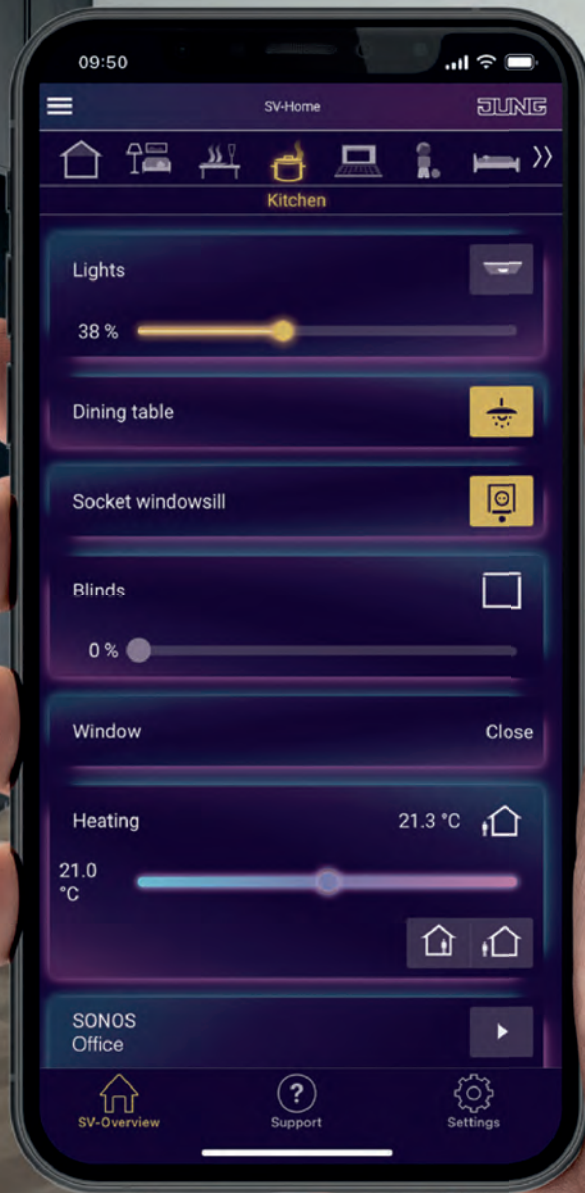 09:50
SV-Home
JUNG
Kitchen
Lights
38 %
Dining table
Socket windowsill
Blinds
0 %
Window Close
Heating 21.3 °C
21.0
°C
SONOS
Office
SV-Overview Support Settings